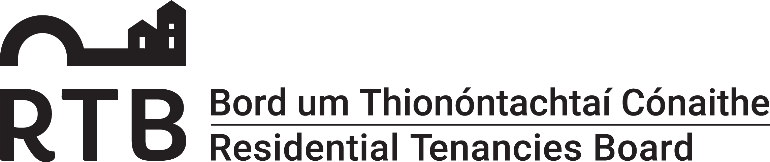 RTB
Bord um Thionóntachtaí Cónaithe
Residential Tenancies Board